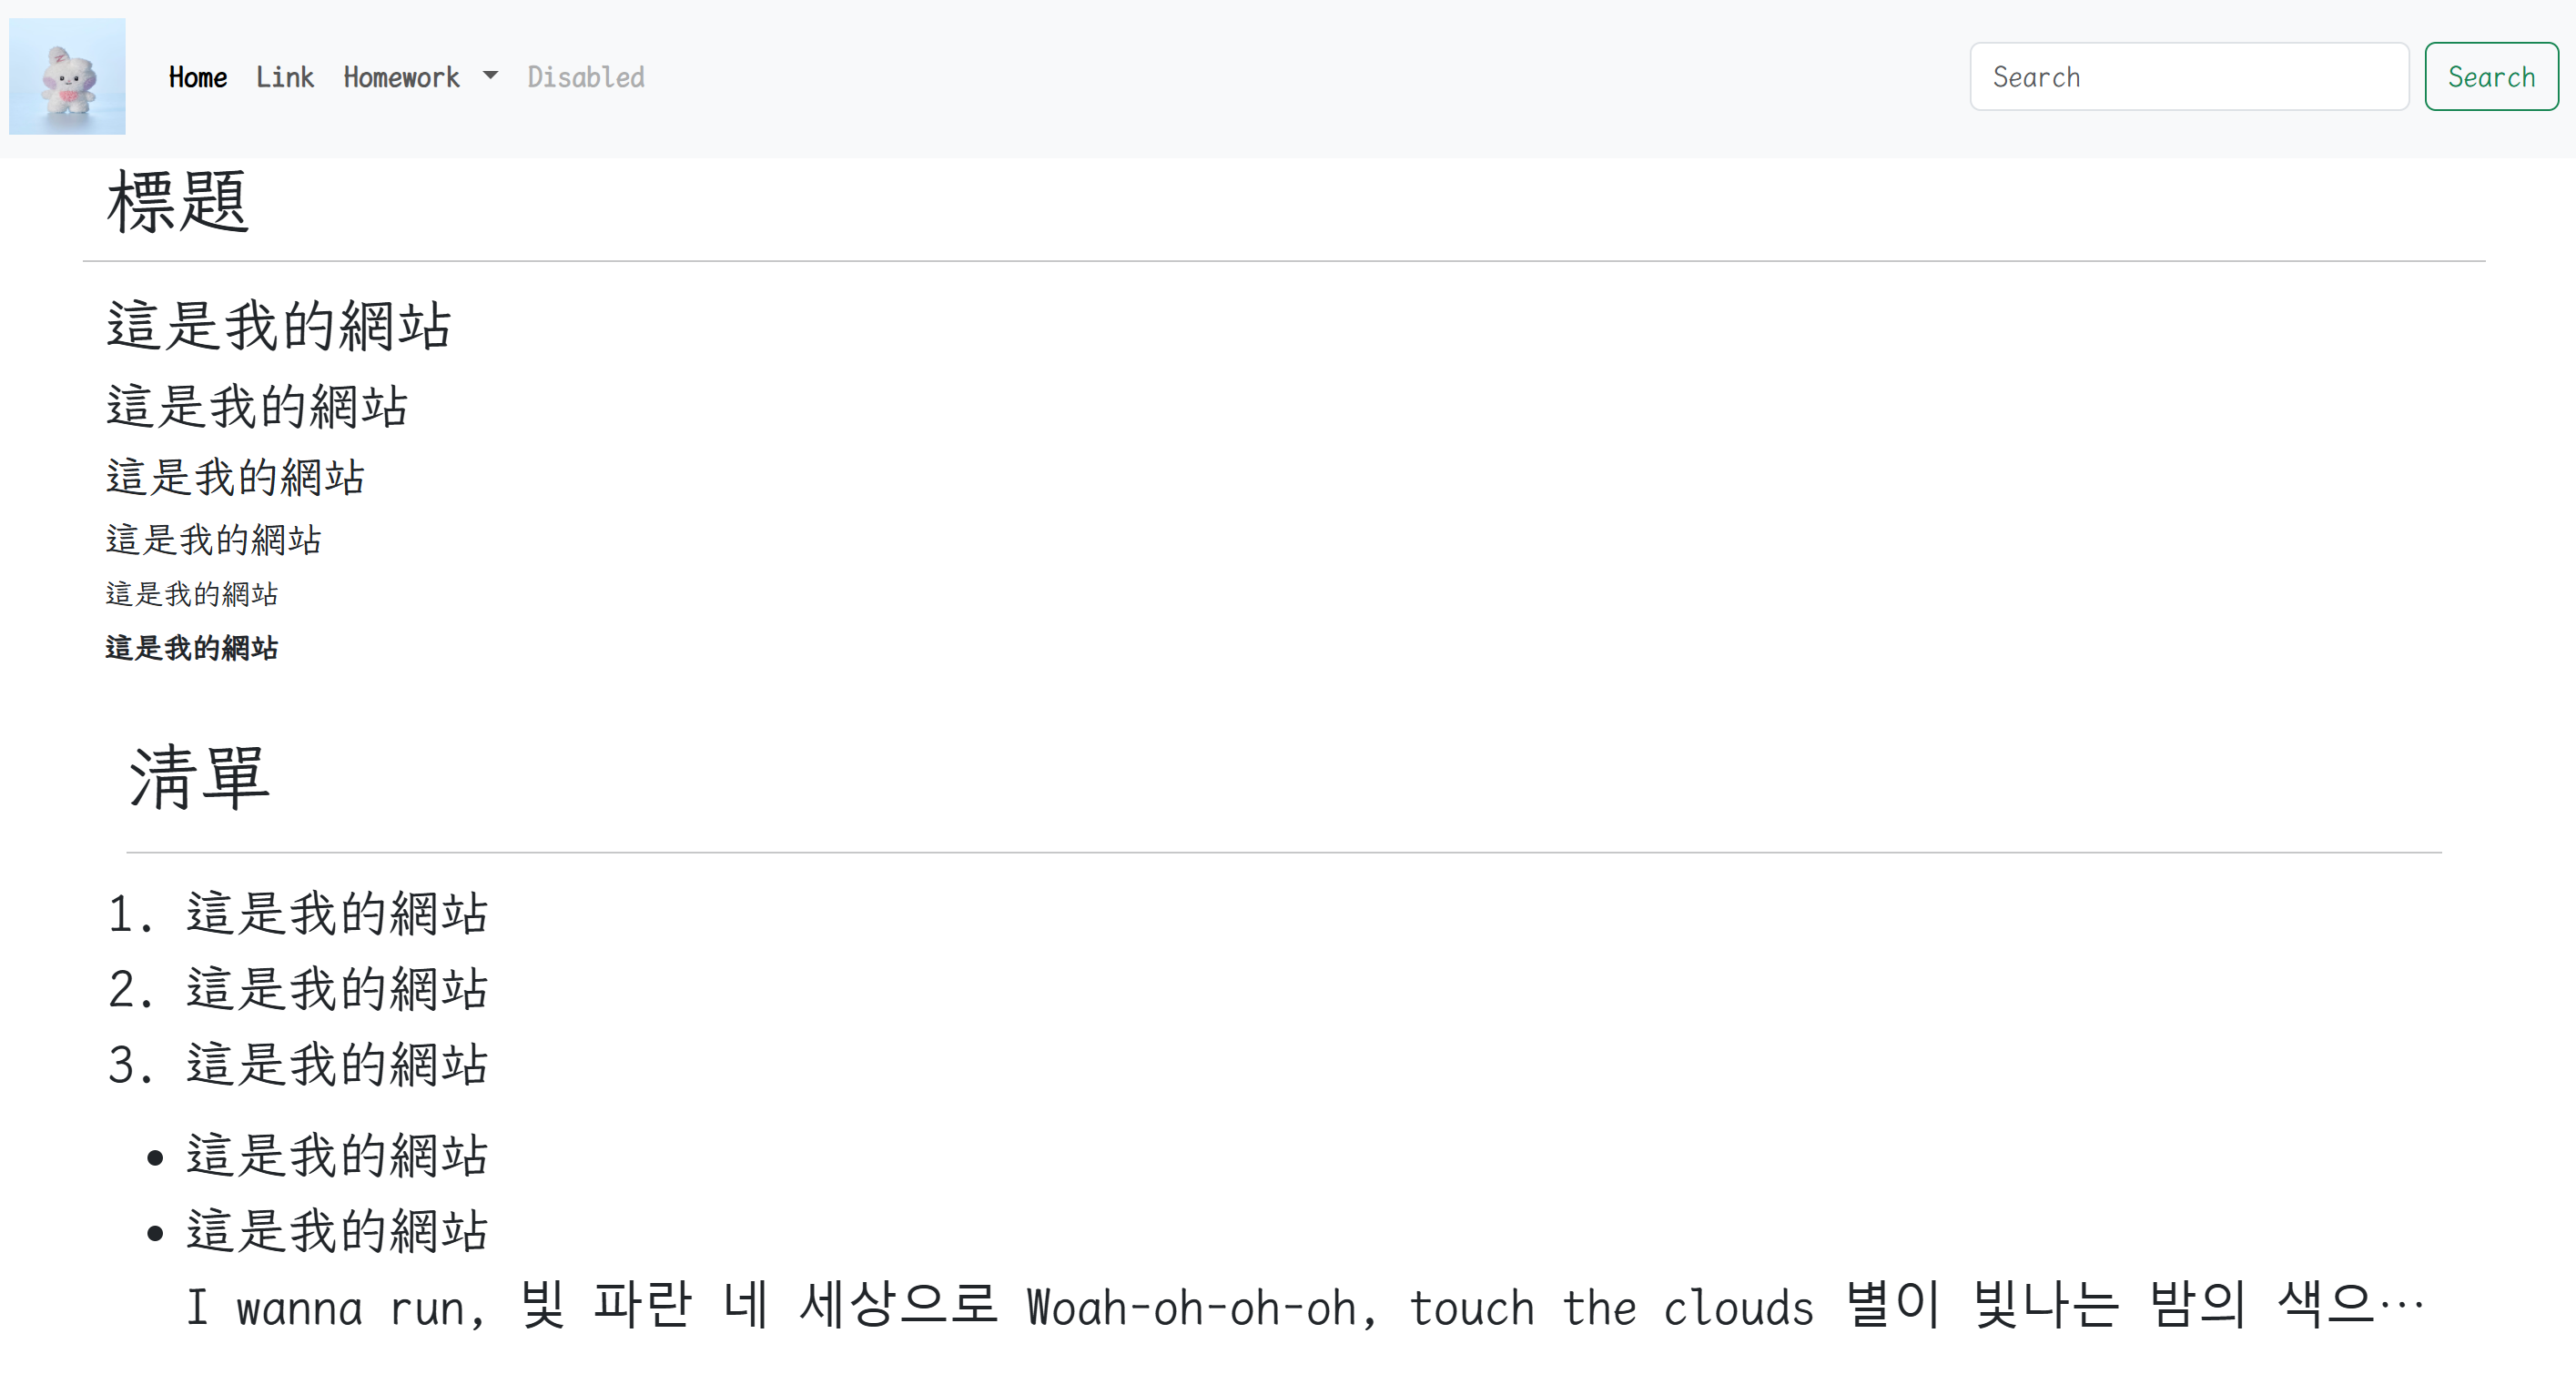 Home Link Homework Disabled Search Search
標題
這是我的網站
這是我的網站
這是我的網站
這是我的網站
這是我的網站
這是我的網站
清單
1. 這是我的網站
2. 這是我的網站
3. 這是我的網站
• 這是我的網站
• 這是我的網站
I wanna run, 빛 파란 네 세상으로 Woah-oh-oh-oh, touch the clouds 별이 빛나는 밤의 색으…